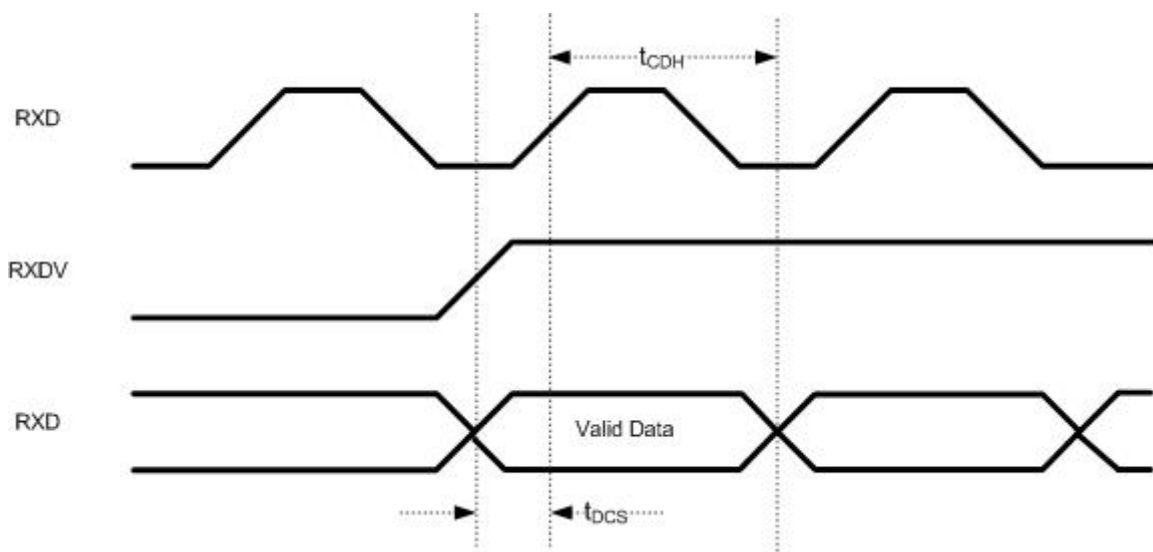 tCDH
RXD
RXDV
RXD
Valid Data
tDCS